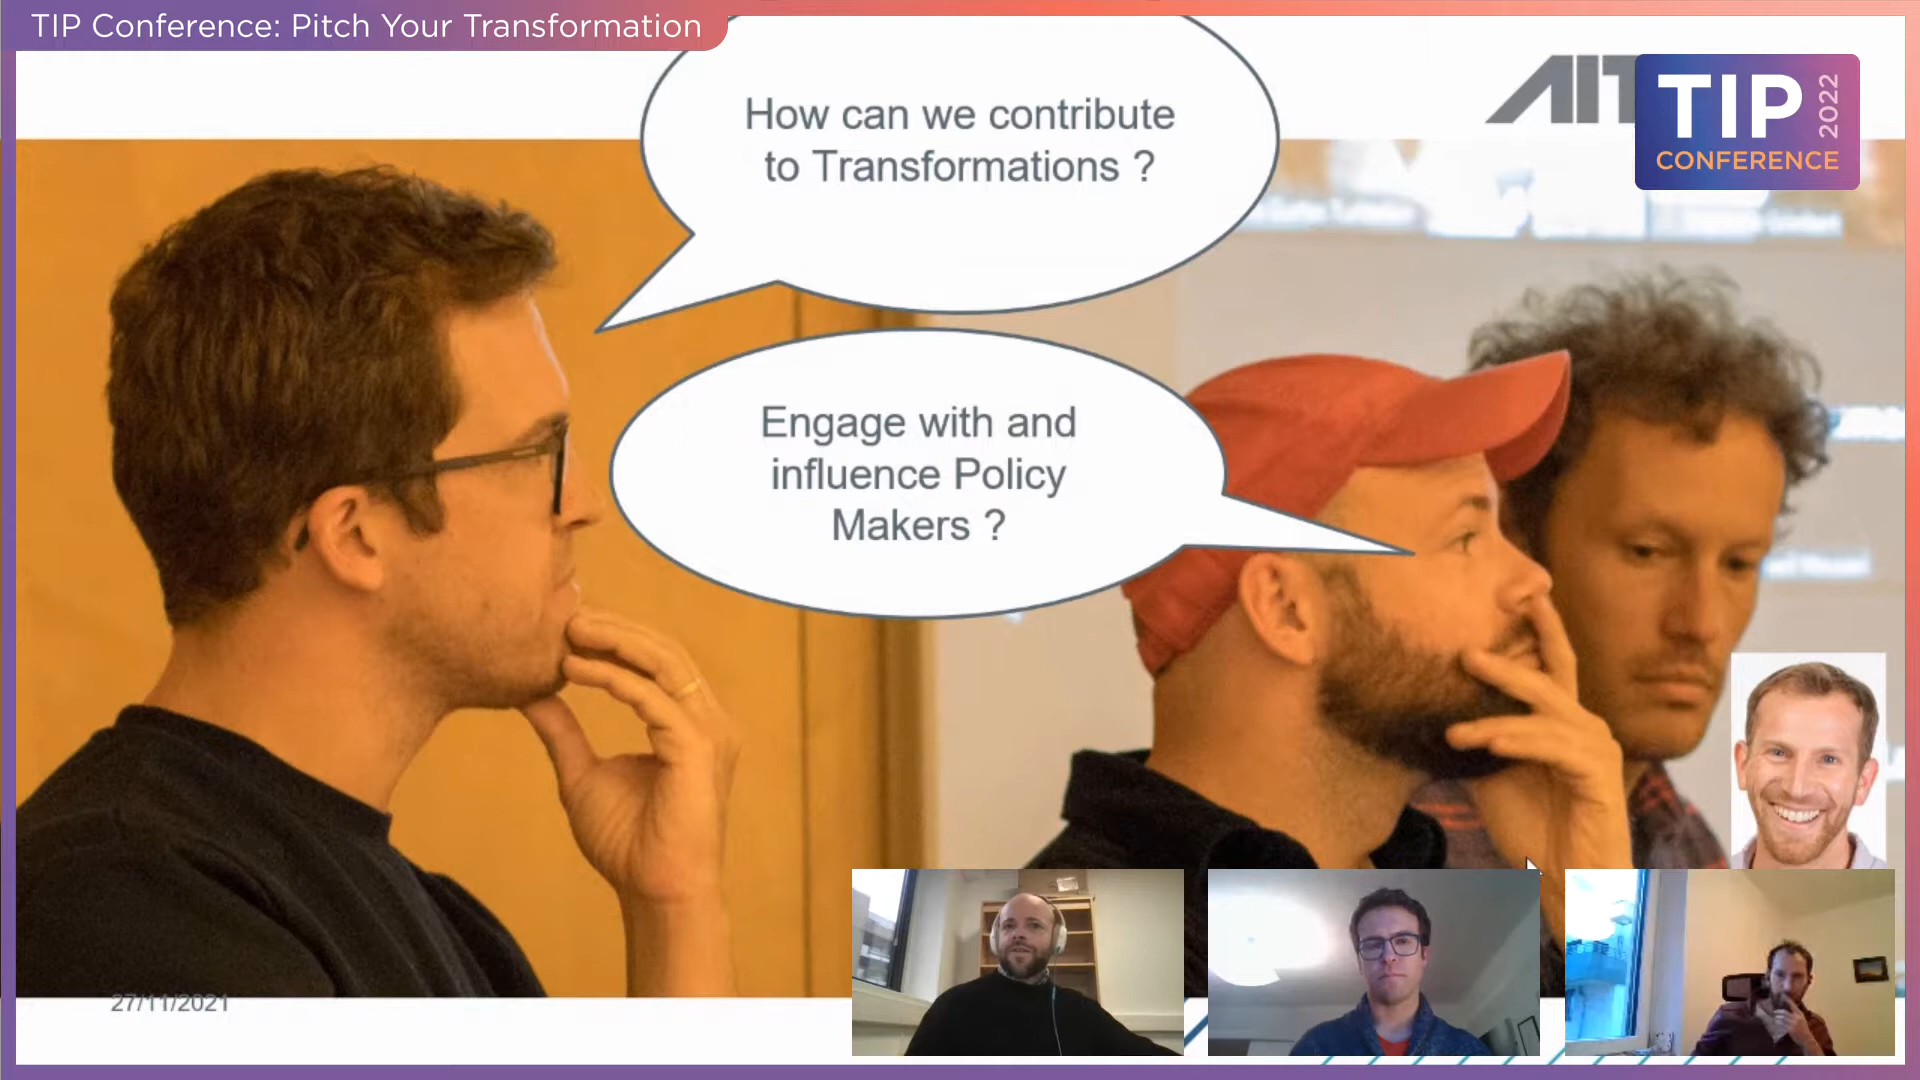 TIP Conference: Pitch Your Transformation
AIT
TIP 2022
CONFERENCE
How can we contribute
to Transformations ?
Engage with and
influence Policy
Makers ?
27/11/2021